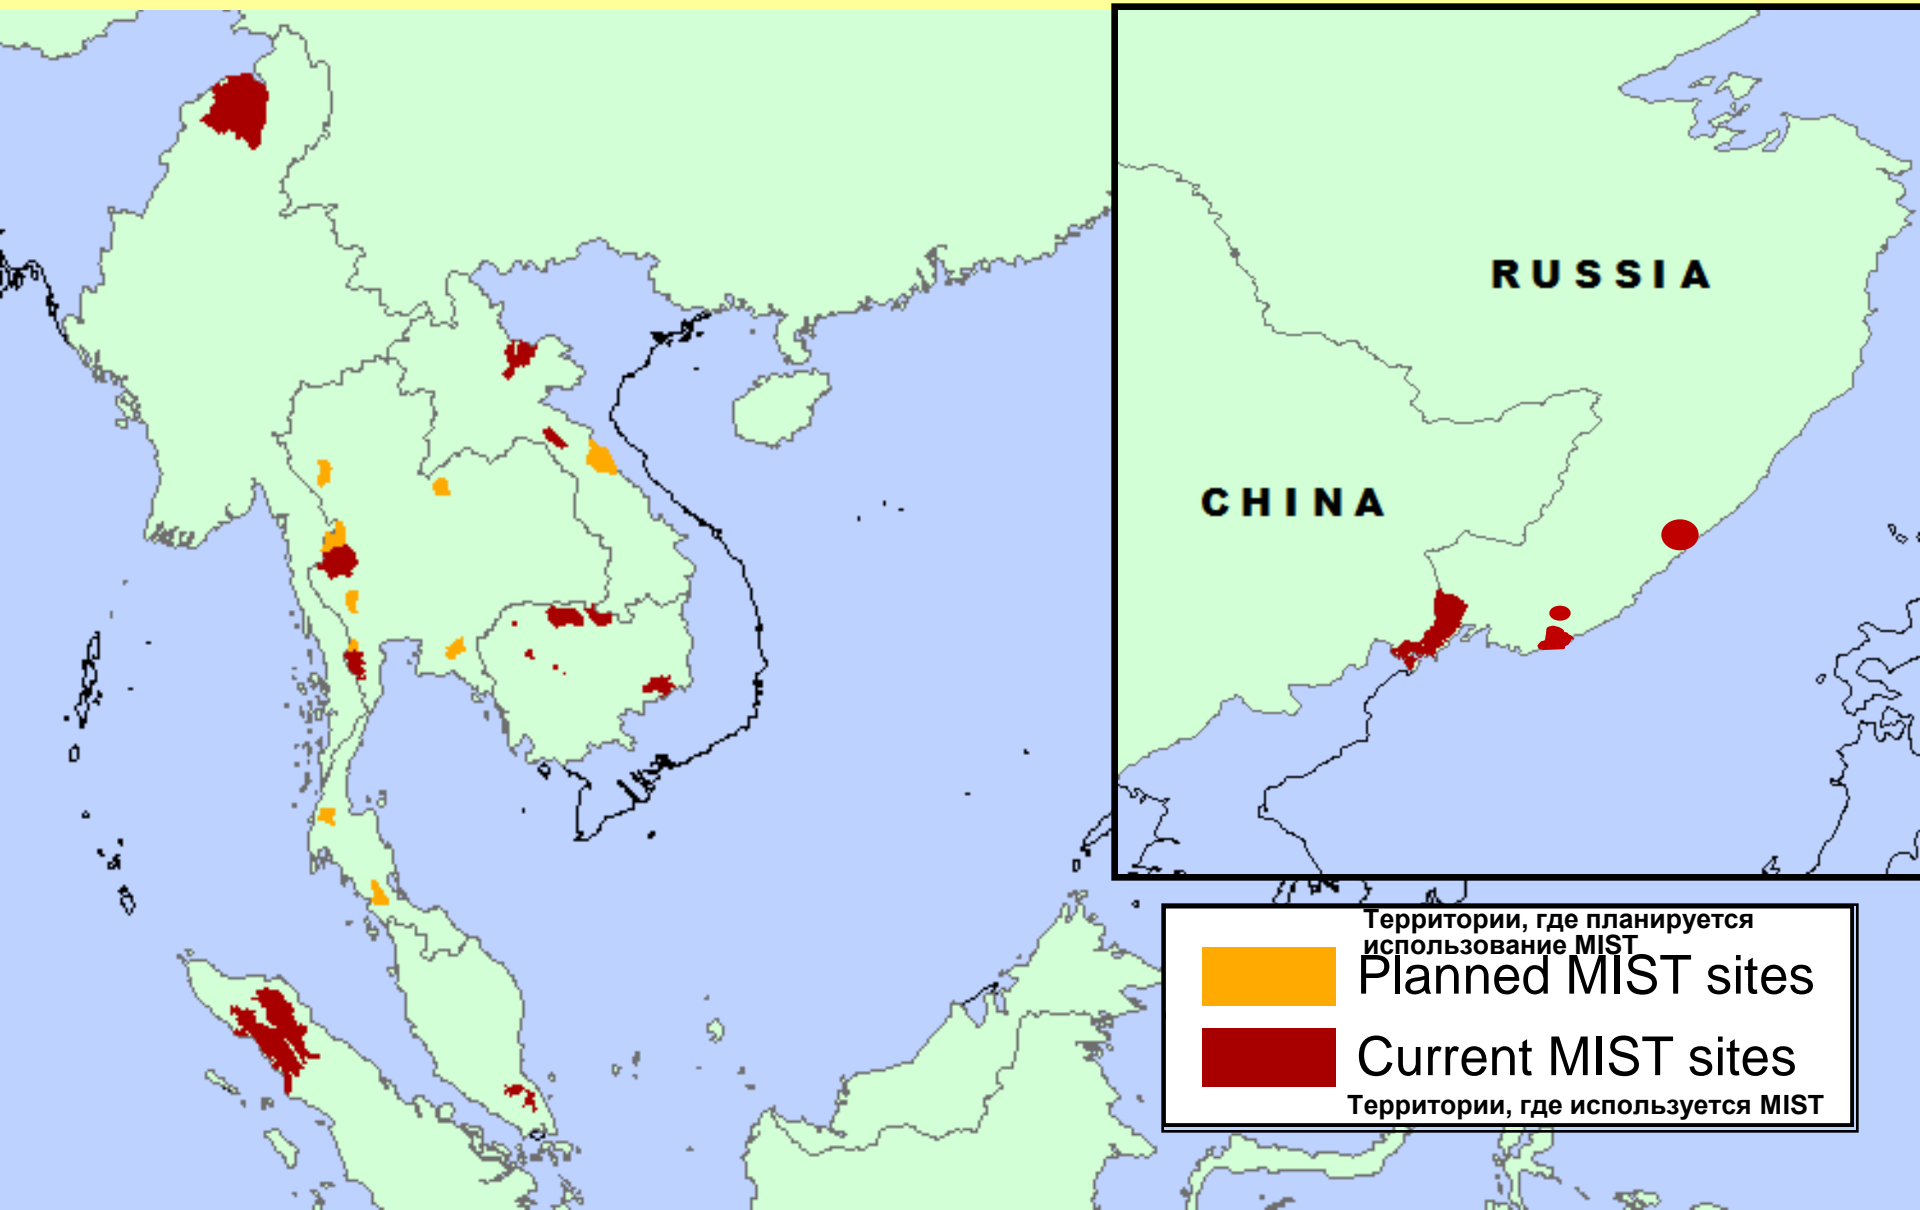 RUSSIA
CHINA
Территории, где планируется
использование MIST
Planned MIST sites
Current MIST sites
Территории, где используется MIST